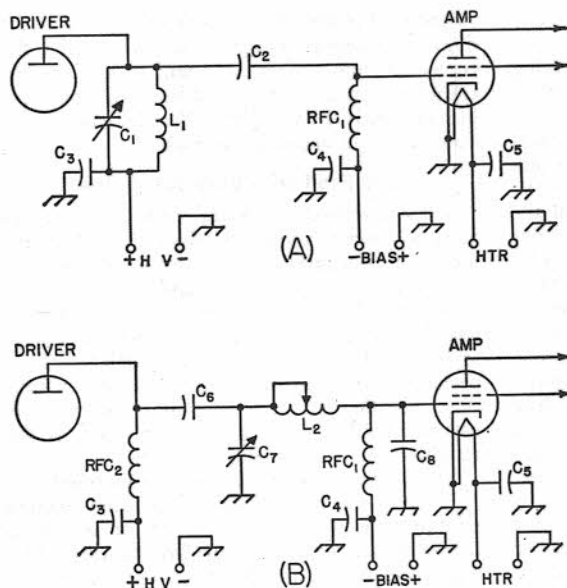 DRIVER
AMP
C2
C1
L1
C3
RFC1
C4
C5
+ H V -
(A)
-BIAS+
HTR
DRIVER
AMP
C6
L2
C7
RFC2
RFC1
C8
C3
C4
C5
+ H V -
(B)
-BIAS+
HTR